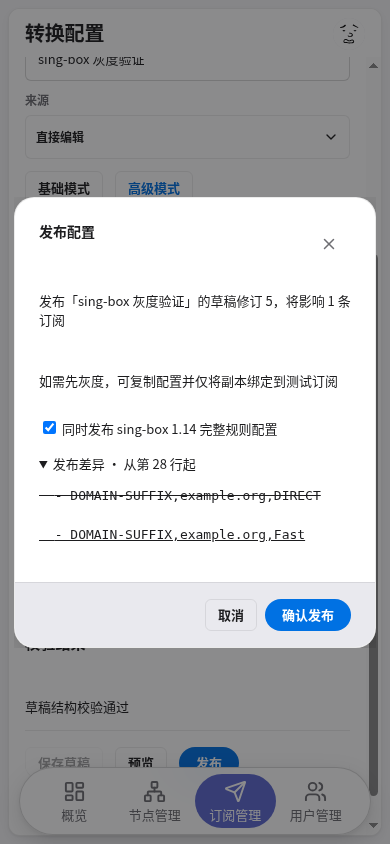 转换配置
sing-box 灰度验证
来源
直接编辑
基础模式
高级模式
发布配置
发布「sing-box 灰度验证」的草稿修订 5，将影响 1 条
订阅
如需先灰度，可复制配置并仅将副本绑定到测试订阅
同时发布 sing-box 1.14 完整规则配置
▼ 发布差异 · 从第 28 行起
- DOMAIN-SUFFIX,example.org,DIRECT
- DOMAIN-SUFFIX,example.org,Fast
取消
确认发布
草稿结构校验通过
保存草稿
预览
发布
概览
节点管理
订阅管理
用户管理